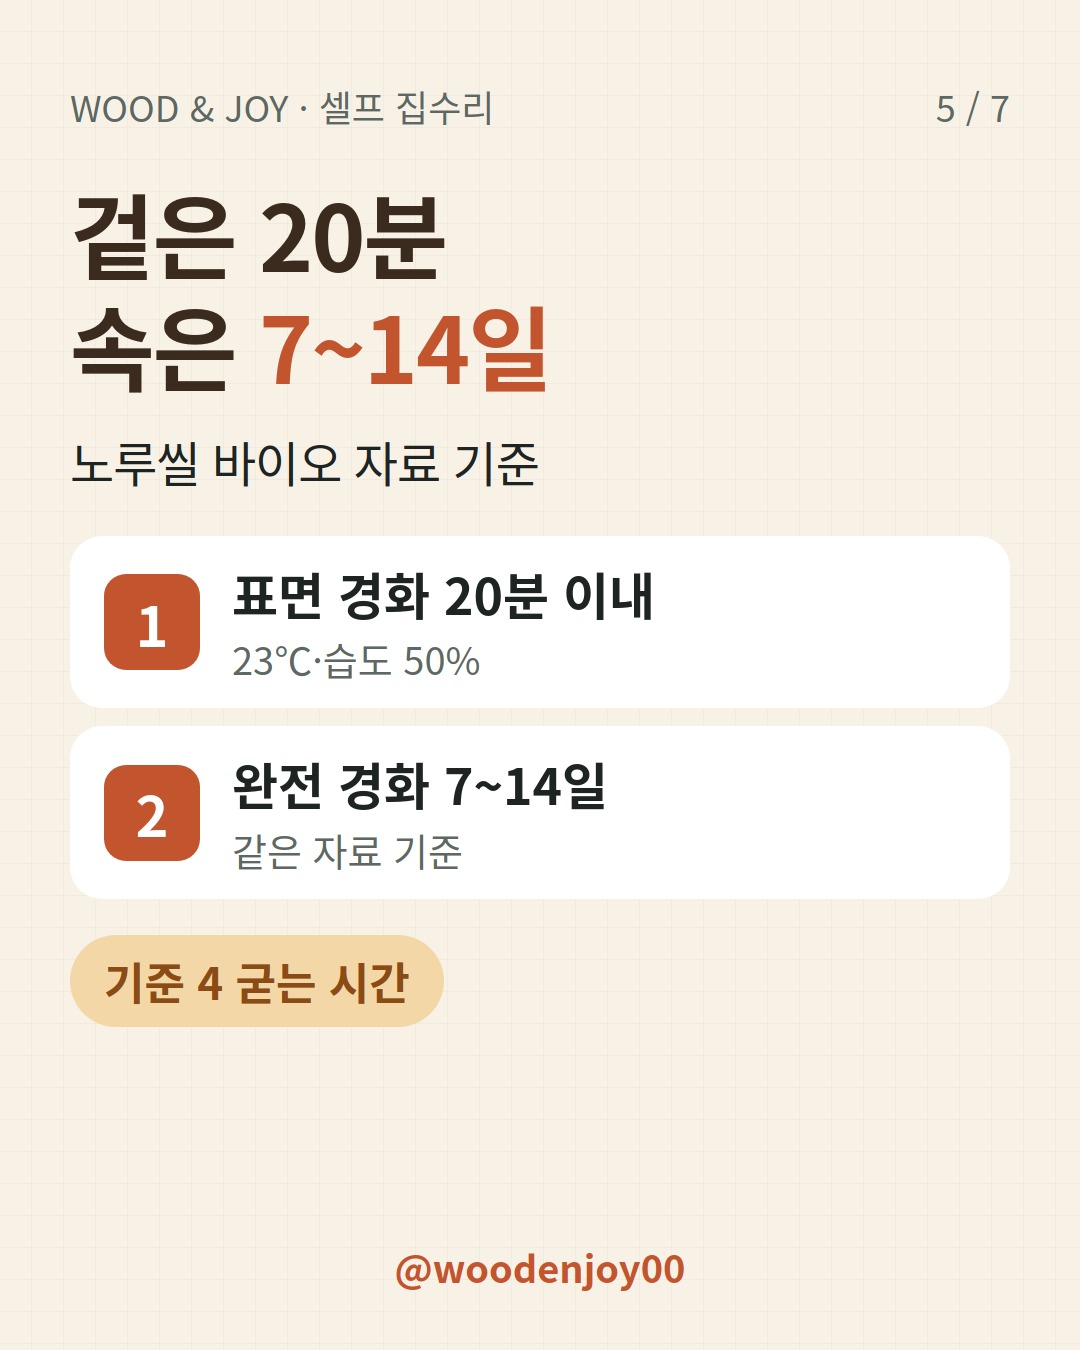 WOOD & JOY · 셀프 집수리
5 / 7
겉은 20분
속은 7~14일
노루씰 바이오 자료 기준
1
표면 경화 20분 이내
23℃·습도 50%
2
완전 경화 7~14일
같은 자료 기준
기준 4 굳는 시간
@woodenjoy00